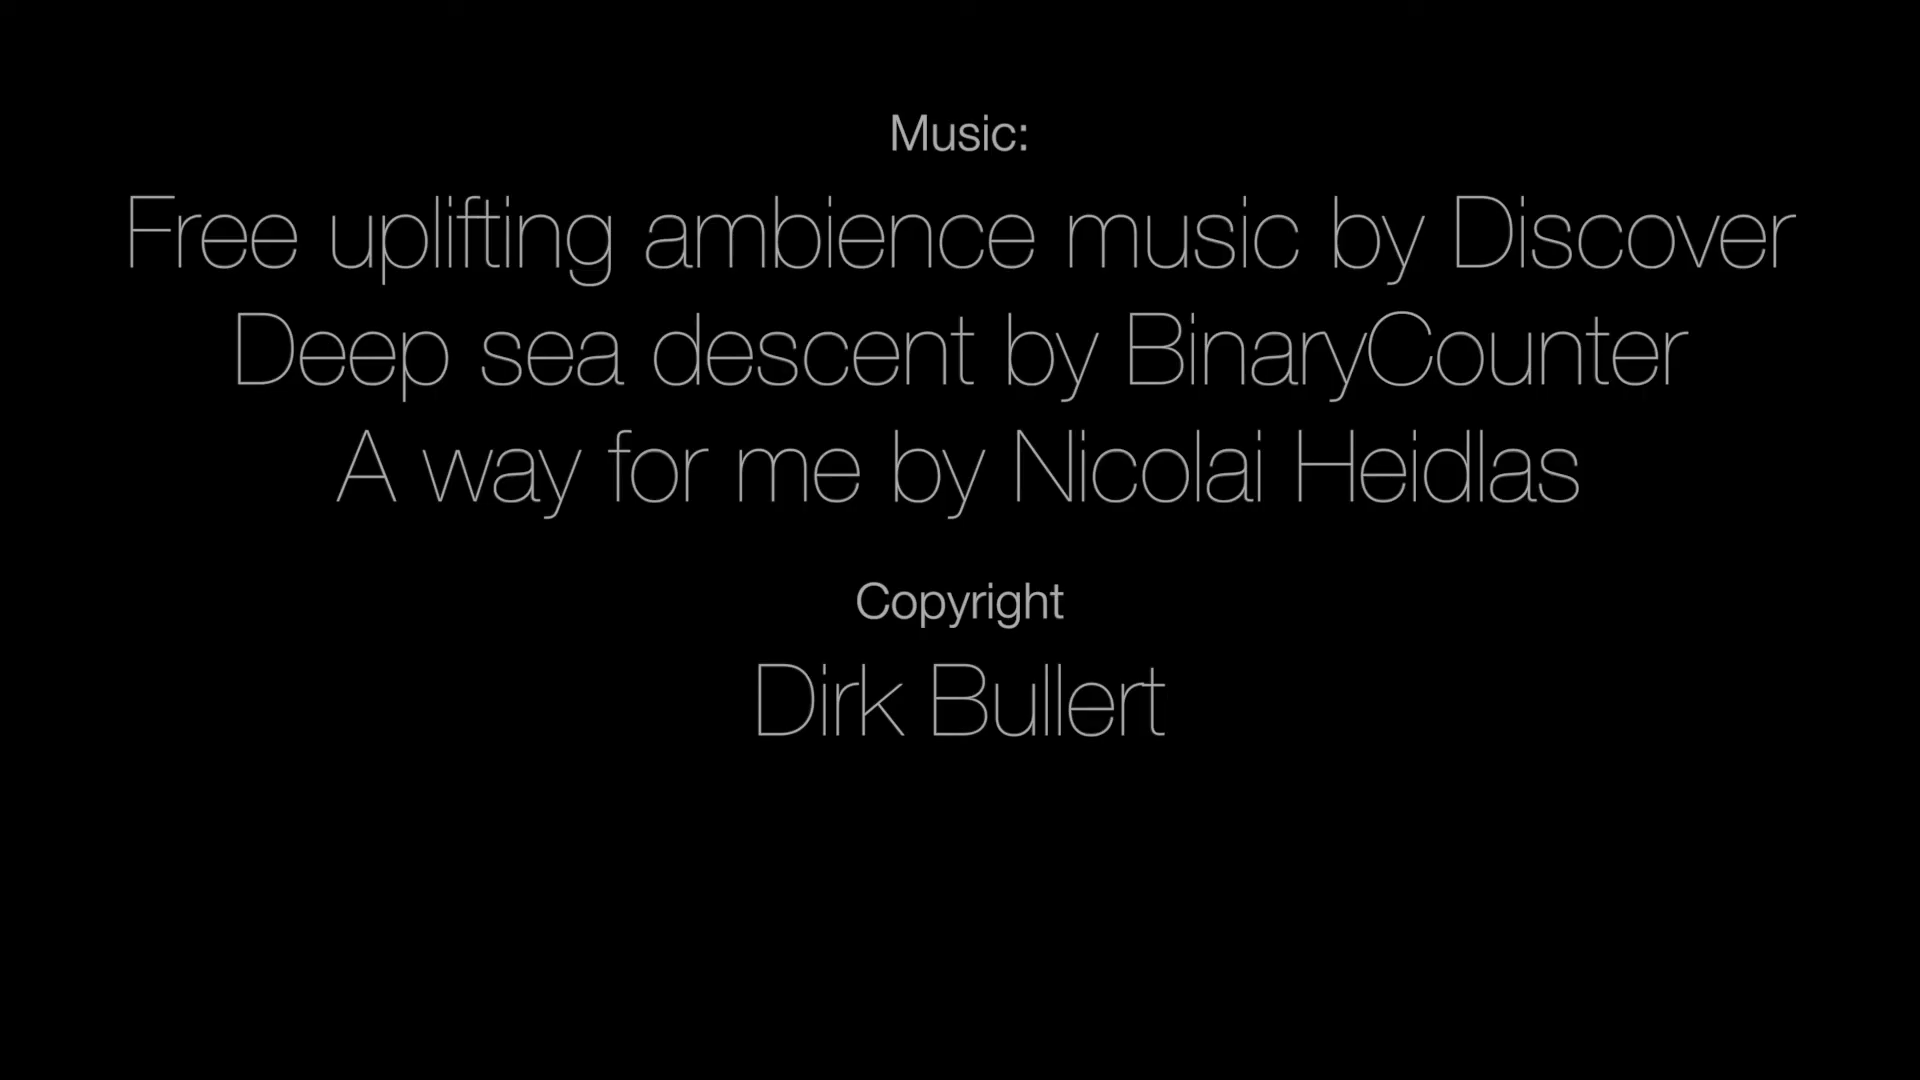 Music:
Free uplifting ambience music by Discover
Deep sea descent by BinaryCounter
A way for me by Nicolai Heidlas
Copyright
Dirk Bullert